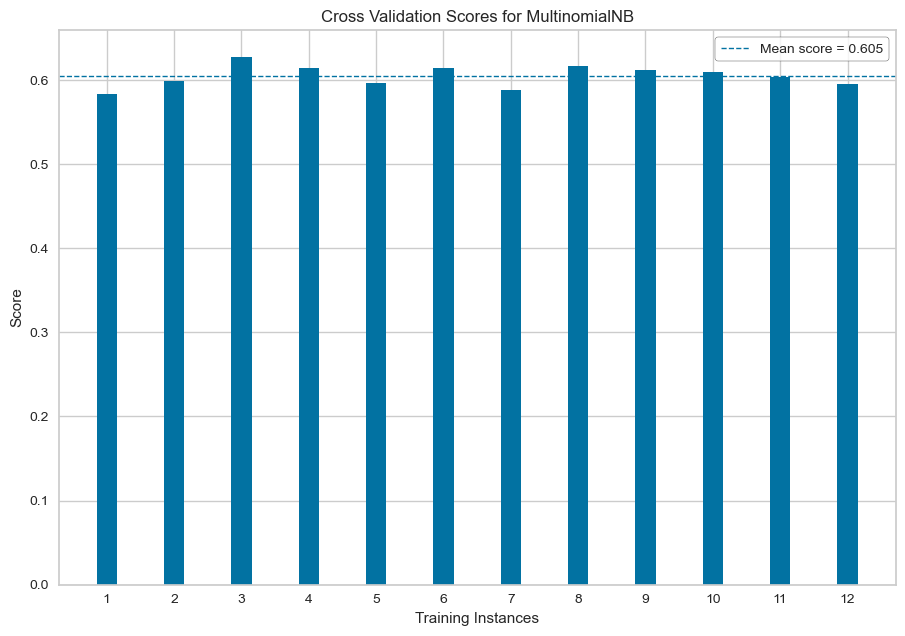 Cross Validation Scores for MultinomialNB
Mean score = 0.605
0.6
0.5
0.4
0.3
0.2
0.1
0.0
Score
1 2 3 4 5 6 7 8 9 10 11 12
Training Instances